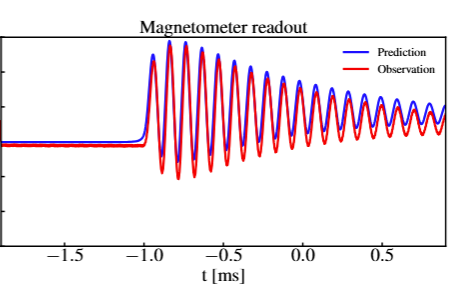 Magnetometer readout
Prediction
Observation
−1.5 −1.0 −0.5 0.0 0.5
t [ms]